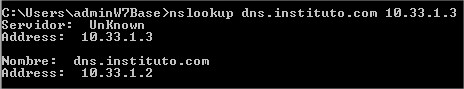 C:\Users\adminW7Base>nslookup dns.instituto.com 10.33.1.3
Servidor:  UnKnown
Address:  10.33.1.3
Nombre:  dns.instituto.com
Address:  10.33.1.2